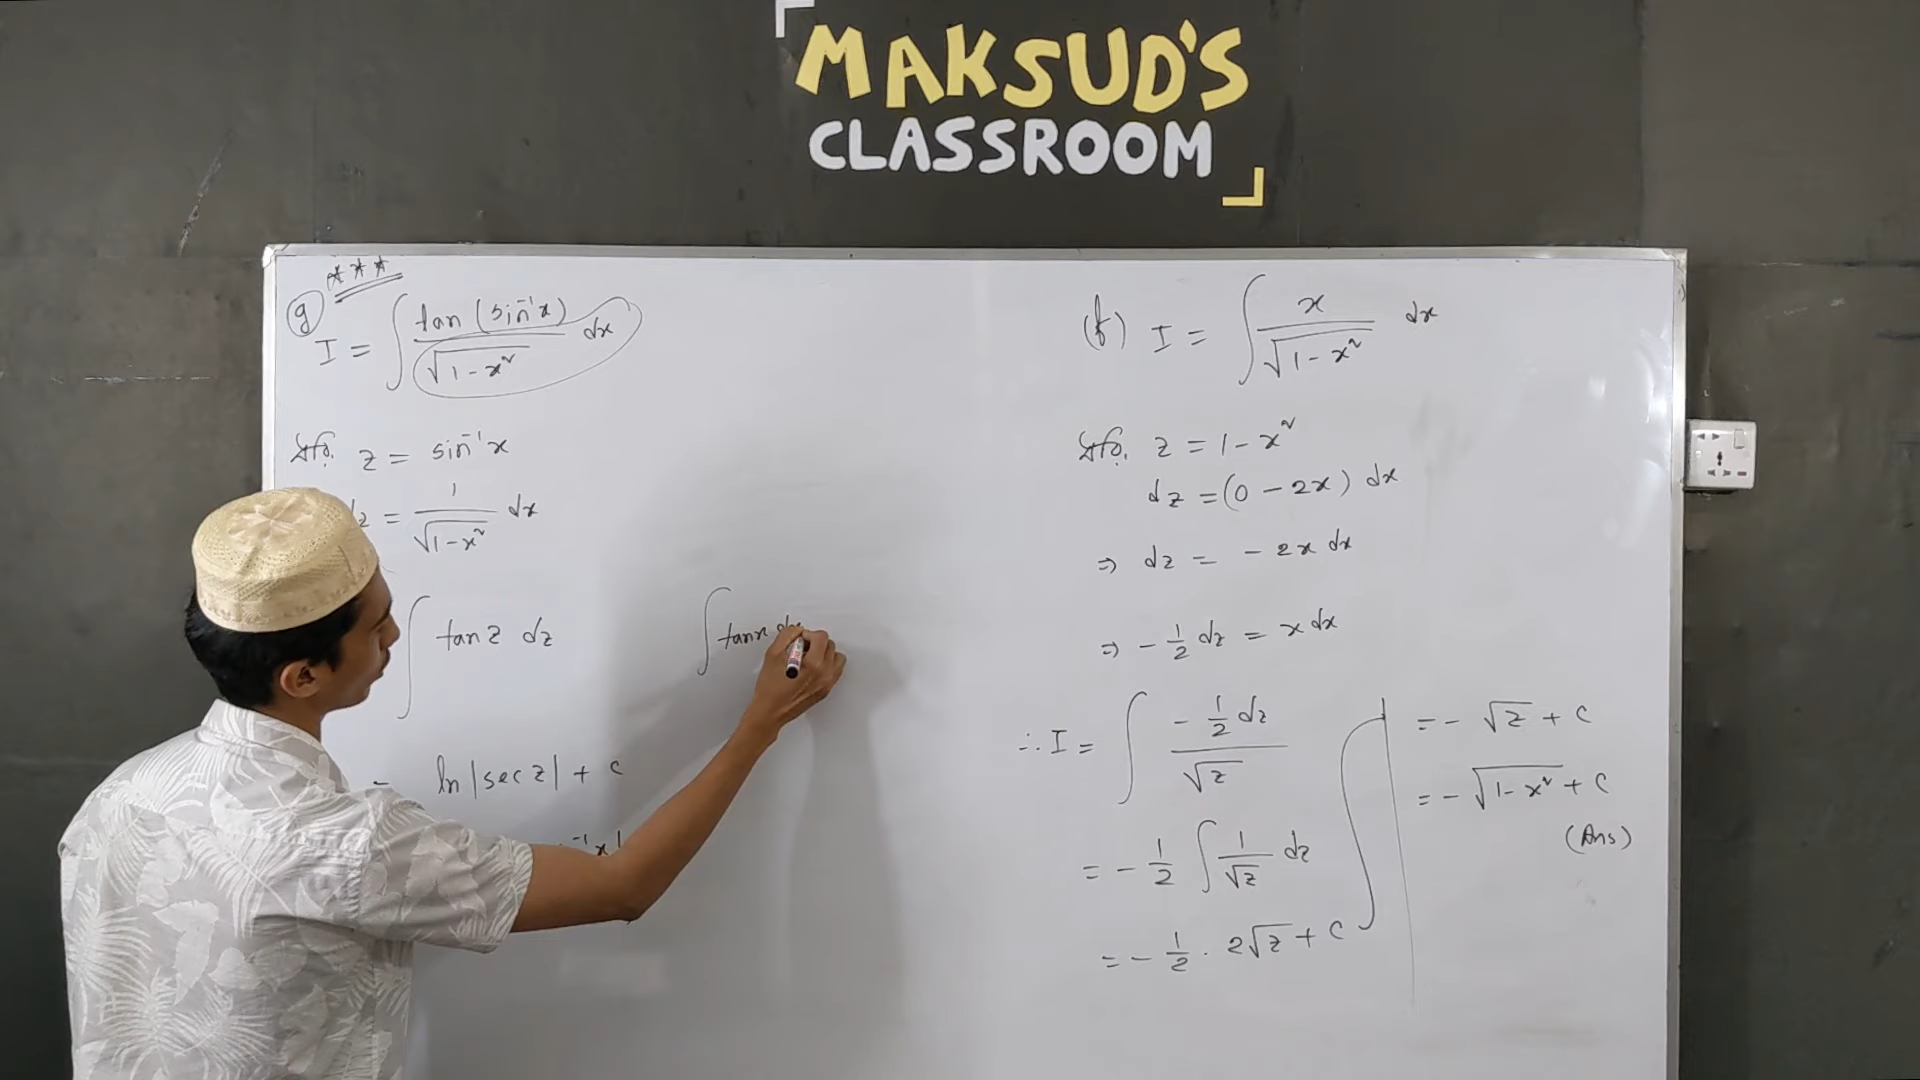 MAKSUD'S
CLASSROOM
***
(g) I = ∫ tan (sin⁻¹x) / √(1-x²) dx
ধরি, z = sin⁻¹x
dz = 1/√(1-x²) dx
∫ tan z dz
= ln |sec z| + c
⁻¹x|
∫ tanx dx
(f) I = ∫ x / √(1-x²) dx
ধরি, z = 1-x²
dz = (0 - 2x) dx
⇒ dz = - 2x dx
⇒ - 1/2 dz = x dx
∴ I = ∫ (- 1/2 dz) / √z
= - 1/2 ∫ 1/√z dz
= - 1/2 . 2√z + c
= - √z + c
= - √(1-x²) + c
(Ans)